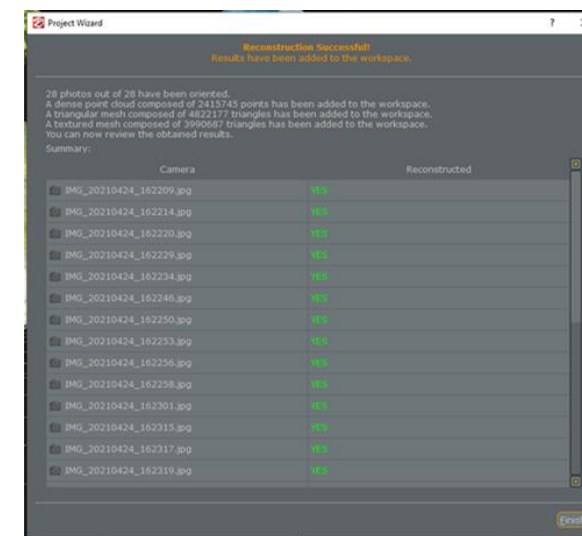 Project Wizard
?
Reconstruction Successful!
Results have been added to the workspace.
28 photos out of 28 have been oriented.
A dense point cloud composed of 2415745 points has been added to the workspace.
A triangular mesh composed of 4822177 triangles has been added to the workspace.
A textured mesh composed of 3990687 triangles has been added to the workspace.
You can now review the obtained results.
Summary:
Camera Reconstructed
IMG_20210424_162209.jpg YES
IMG_20210424_162214.jpg YES
IMG_20210424_162220.jpg YES
IMG_20210424_162229.jpg YES
IMG_20210424_162234.jpg YES
IMG_20210424_162246.jpg YES
IMG_20210424_162250.jpg YES
IMG_20210424_162253.jpg YES
IMG_20210424_162256.jpg YES
IMG_20210424_162258.jpg YES
IMG_20210424_162301.jpg YES
IMG_20210424_162315.jpg YES
IMG_20210424_162317.jpg YES
IMG_20210424_162319.jpg YES
Finish